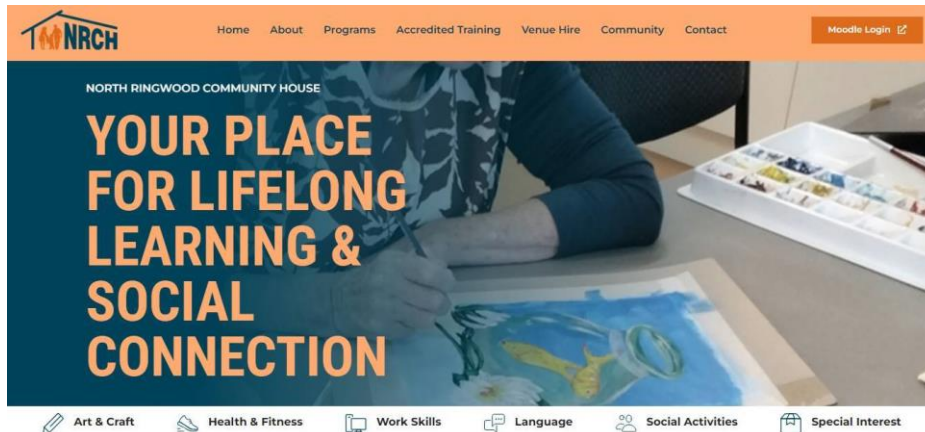 NRCH
Home About Programs Accredited Training Venue Hire Community Contact
Moodle Login
NORTH RINGWOOD COMMUNITY HOUSE
YOUR PLACE
FOR LIFELONG
LEARNING &
SOCIAL
CONNECTION
Art & Craft Health & Fitness Work Skills Language Social Activities Special Interest